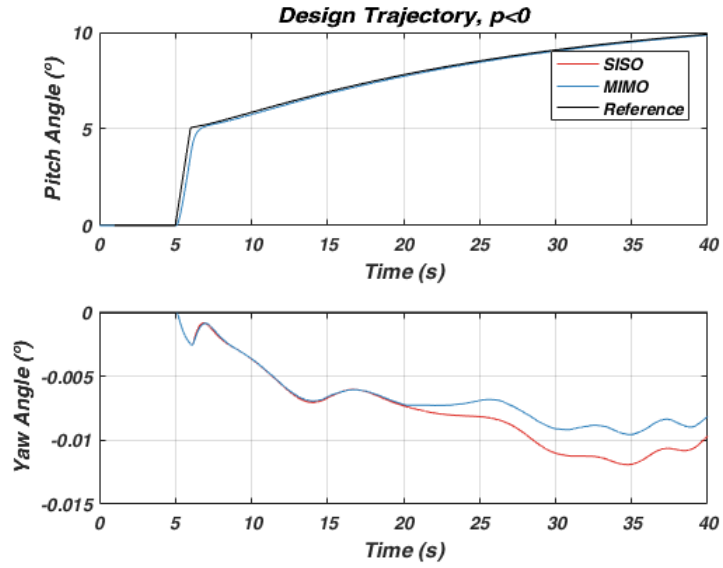 Design Trajectory, p<0
10
5
0
Pitch Angle (°)
SISO
MIMO
Reference
0 5 10 15 20 25 30 35 40
Time (s)
0
-0.005
-0.01
-0.015
Yaw Angle (°)
0 5 10 15 20 25 30 35 40
Time (s)